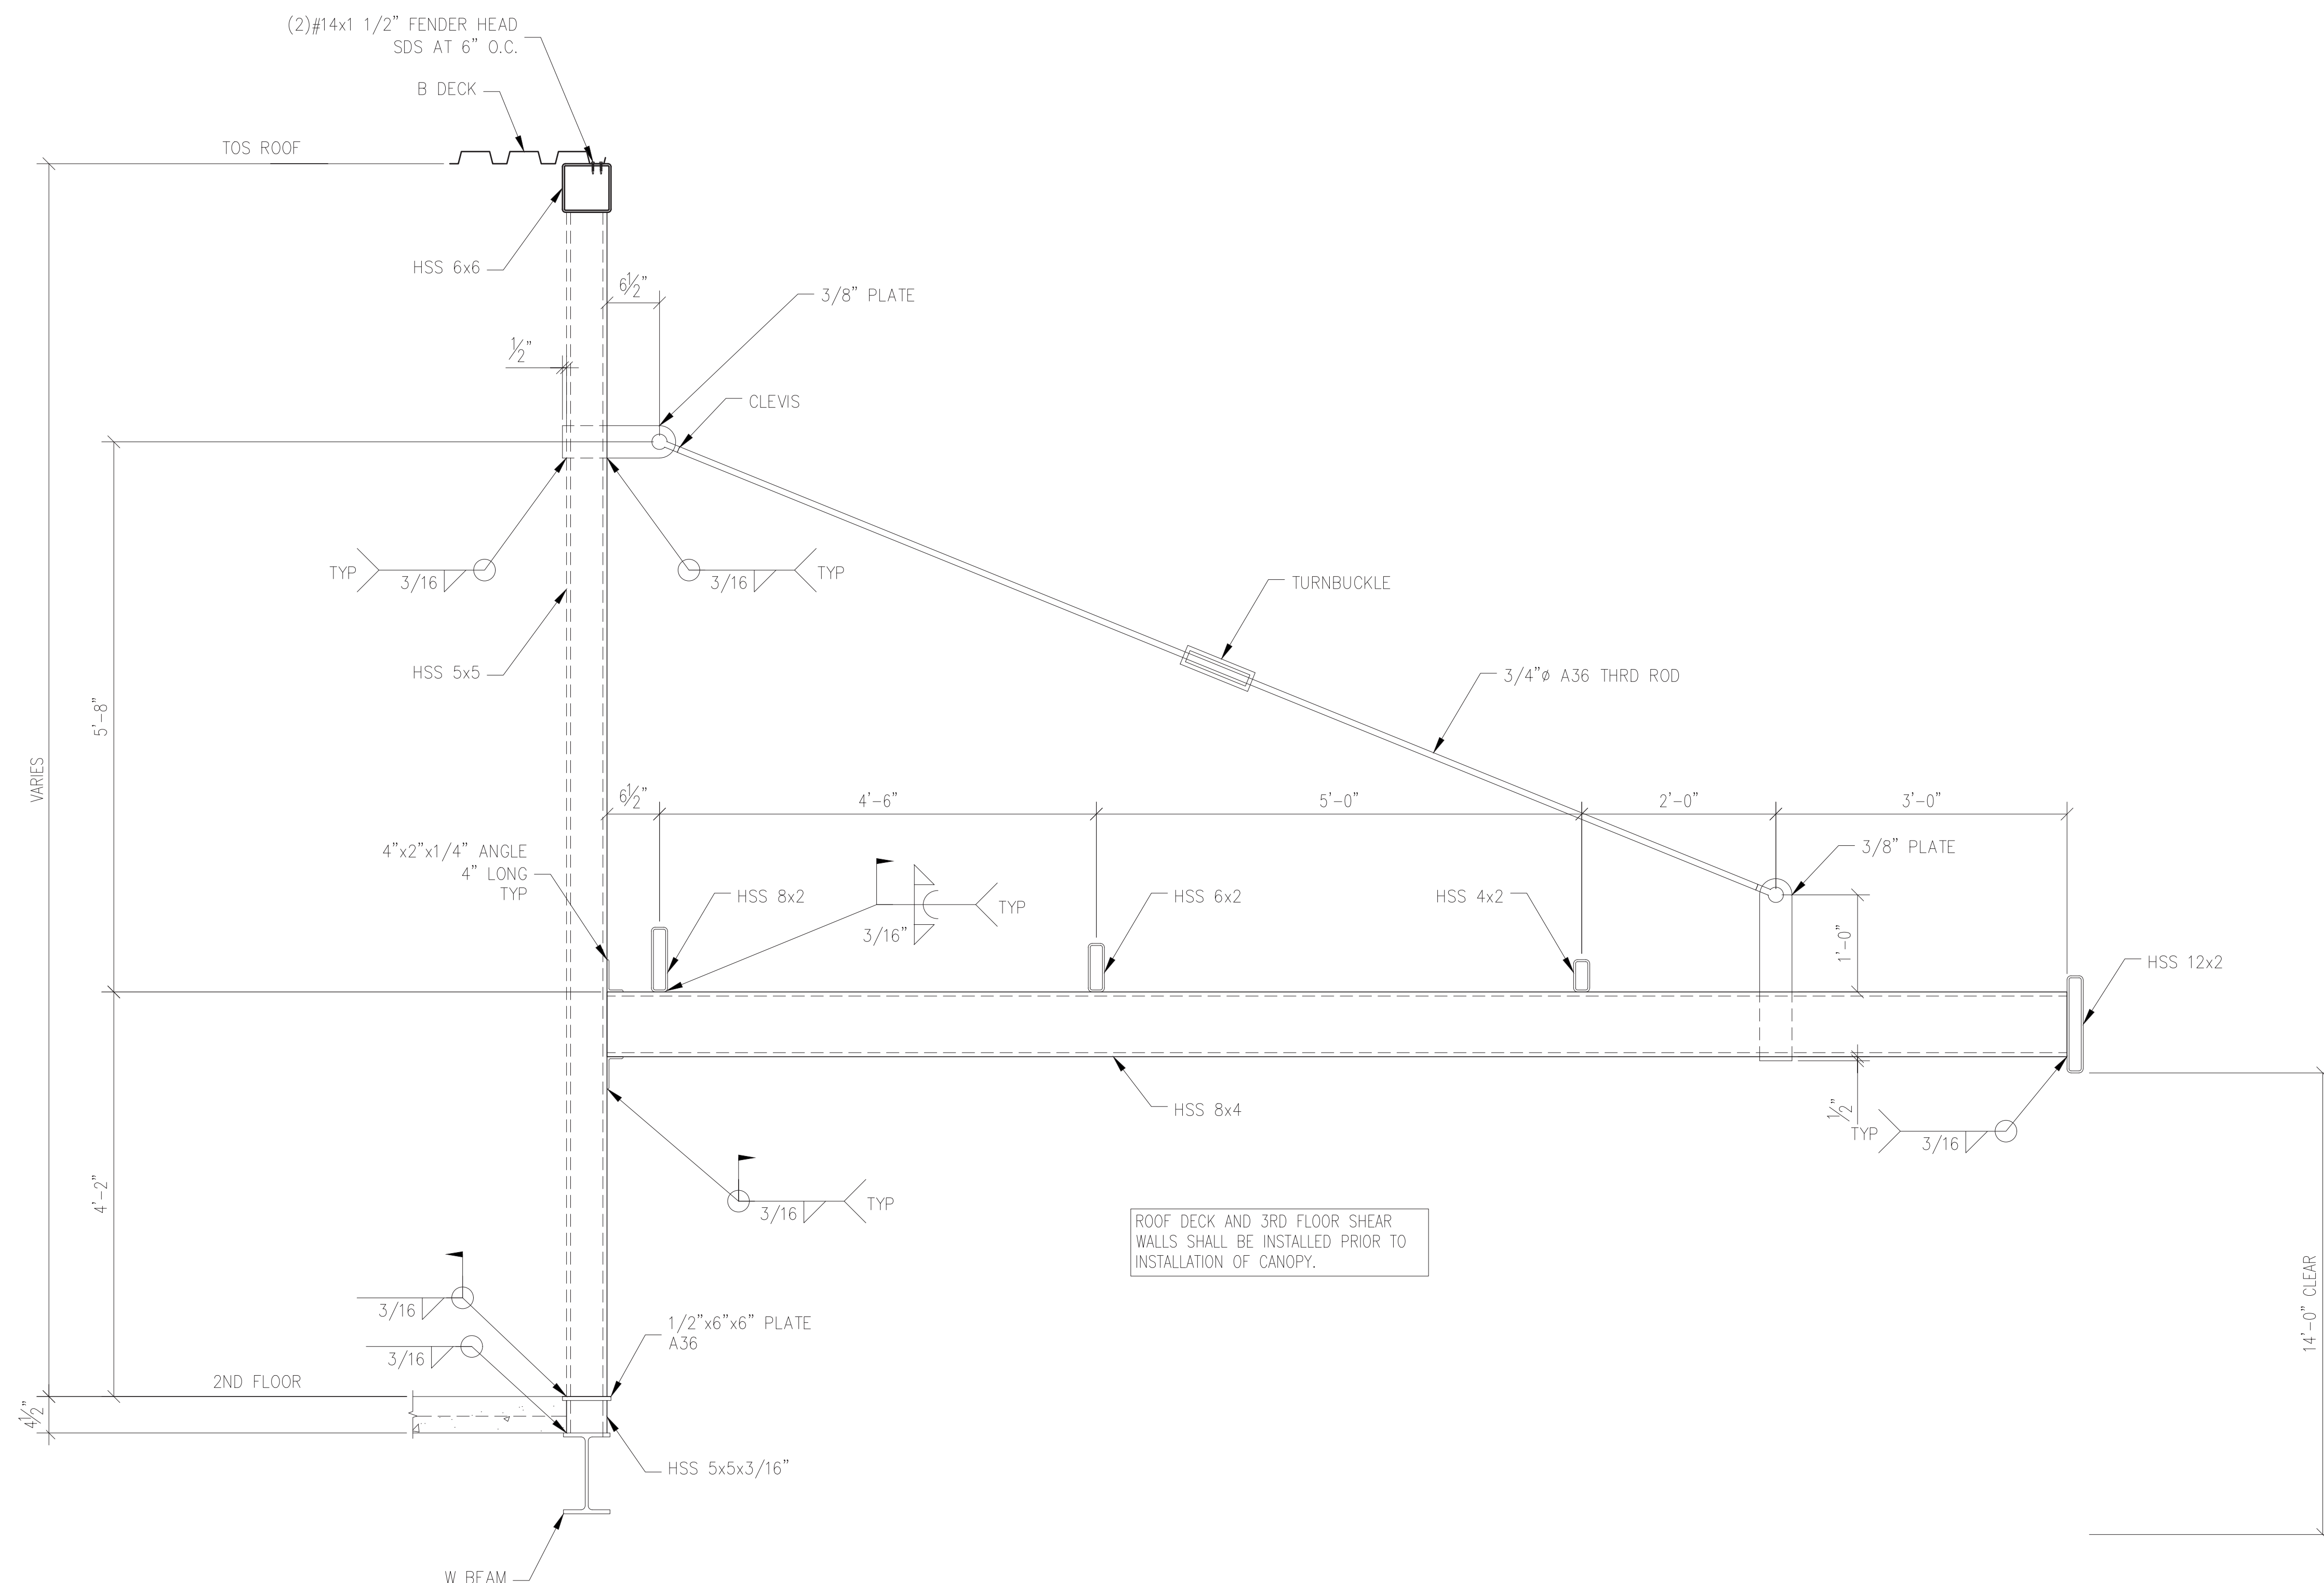 (2)#14x1 1/2" FENDER HEAD
SDS AT 6" O.C.
B DECK
TOS ROOF
HSS 6x6
6 1/2"
3/8" PLATE
1/2"
CLEVIS
TYP
3/16
3/16
TYP
TURNBUCKLE
HSS 5x5
3/4"ø A36 THRD ROD
5'-8"
VARIES
6 1/2"
4'-6"
5'-0"
2'-0"
3'-0"
4"x2"x1/4" ANGLE
4" LONG
TYP
HSS 8x2
3/16"
TYP
HSS 6x2
HSS 4x2
3/8" PLATE
1'-0"
HSS 12x2
HSS 8x4
1/2"
TYP
3/16
4'-2"
3/16
TYP
ROOF DECK AND 3RD FLOOR SHEAR
WALLS SHALL BE INSTALLED PRIOR TO
INSTALLATION OF CANOPY.
14'-0" CLEAR
3/16
3/16
1/2"x6"x6" PLATE
A36
2ND FLOOR
4 1/2"
HSS 5x5x3/16"
W BEAM